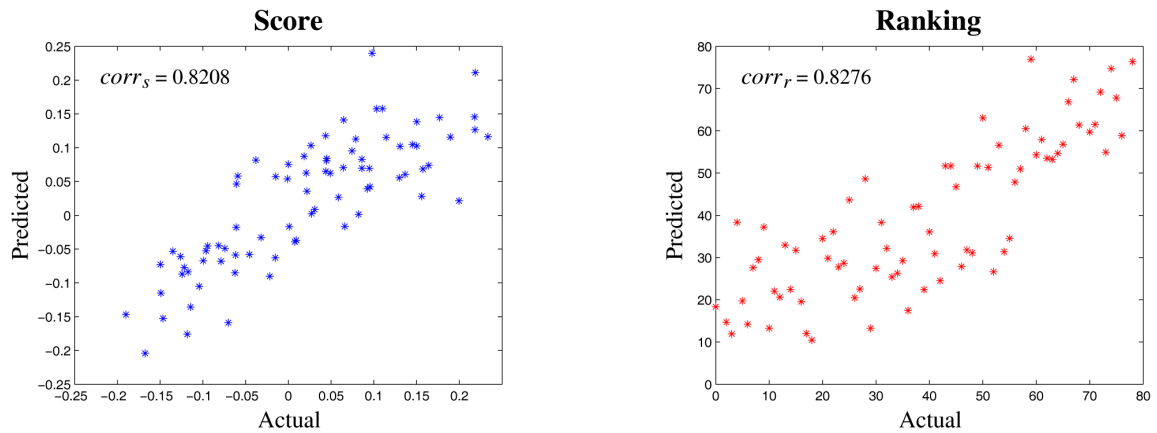 Score
0.25
0.2
0.15
0.1
0.05
0
−0.05
−0.1
−0.15
−0.2
−0.25
Predicted
corr_s = 0.8208
−0.25 −0.2 −0.15 −0.1 −0.05 0 0.05 0.1 0.15 0.2
Actual
Ranking
80
70
60
50
40
30
20
10
0
Predicted
corr_r = 0.8276
0 10 20 30 40 50 60 70 80
Actual